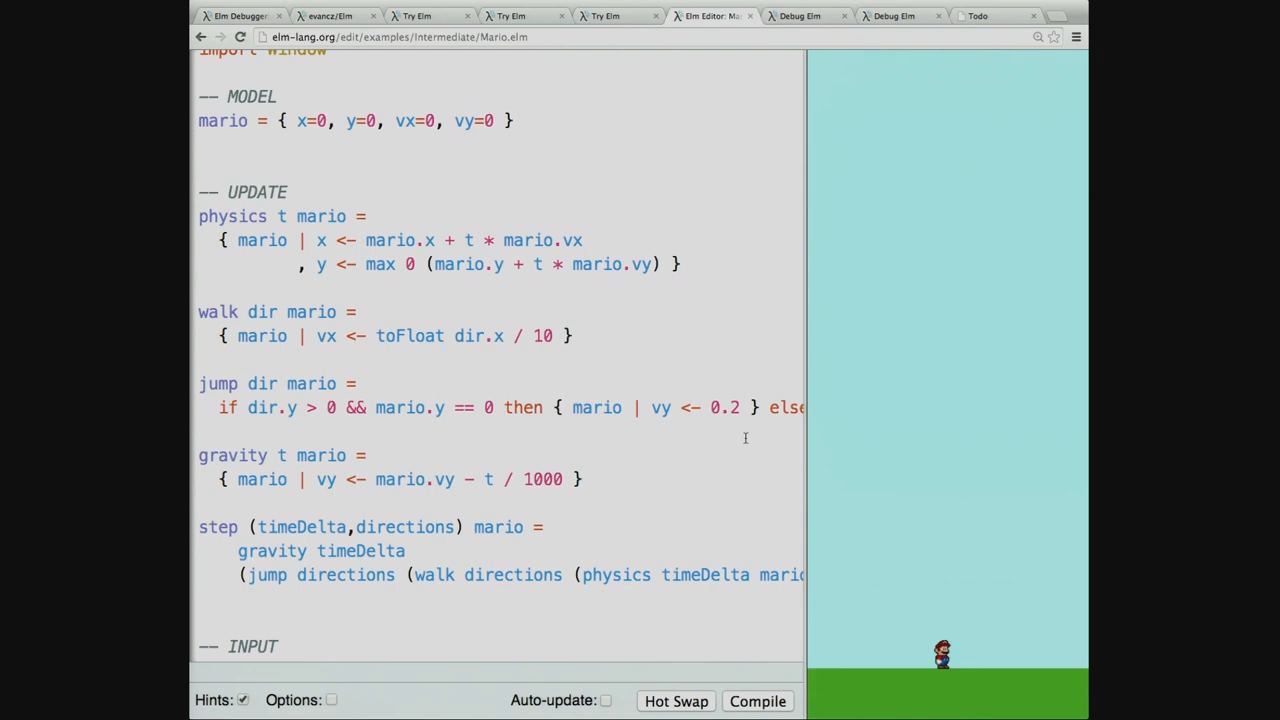 Elm Debugger
evancz/Elm
Try Elm
Try Elm
Try Elm
Elm Editor: Ma
Debug Elm
Debug Elm
Todo
elm-lang.org/edit/examples/Intermediate/Mario.elm
import Window
-- MODEL
mario = { x=0, y=0, vx=0, vy=0 }
-- UPDATE
physics t mario =
{ mario | x <- mario.x + t * mario.vx
, y <- max 0 (mario.y + t * mario.vy) }
walk dir mario =
{ mario | vx <- toFloat dir.x / 10 }
jump dir mario =
if dir.y > 0 && mario.y == 0 then { mario | vy <- 0.2 } else
gravity t mario =
{ mario | vy <- mario.vy - t / 1000 }
step (timeDelta,directions) mario =
gravity timeDelta
(jump directions (walk directions (physics timeDelta mario
-- INPUT
Hints:
Options:
Auto-update:
Hot Swap
Compile